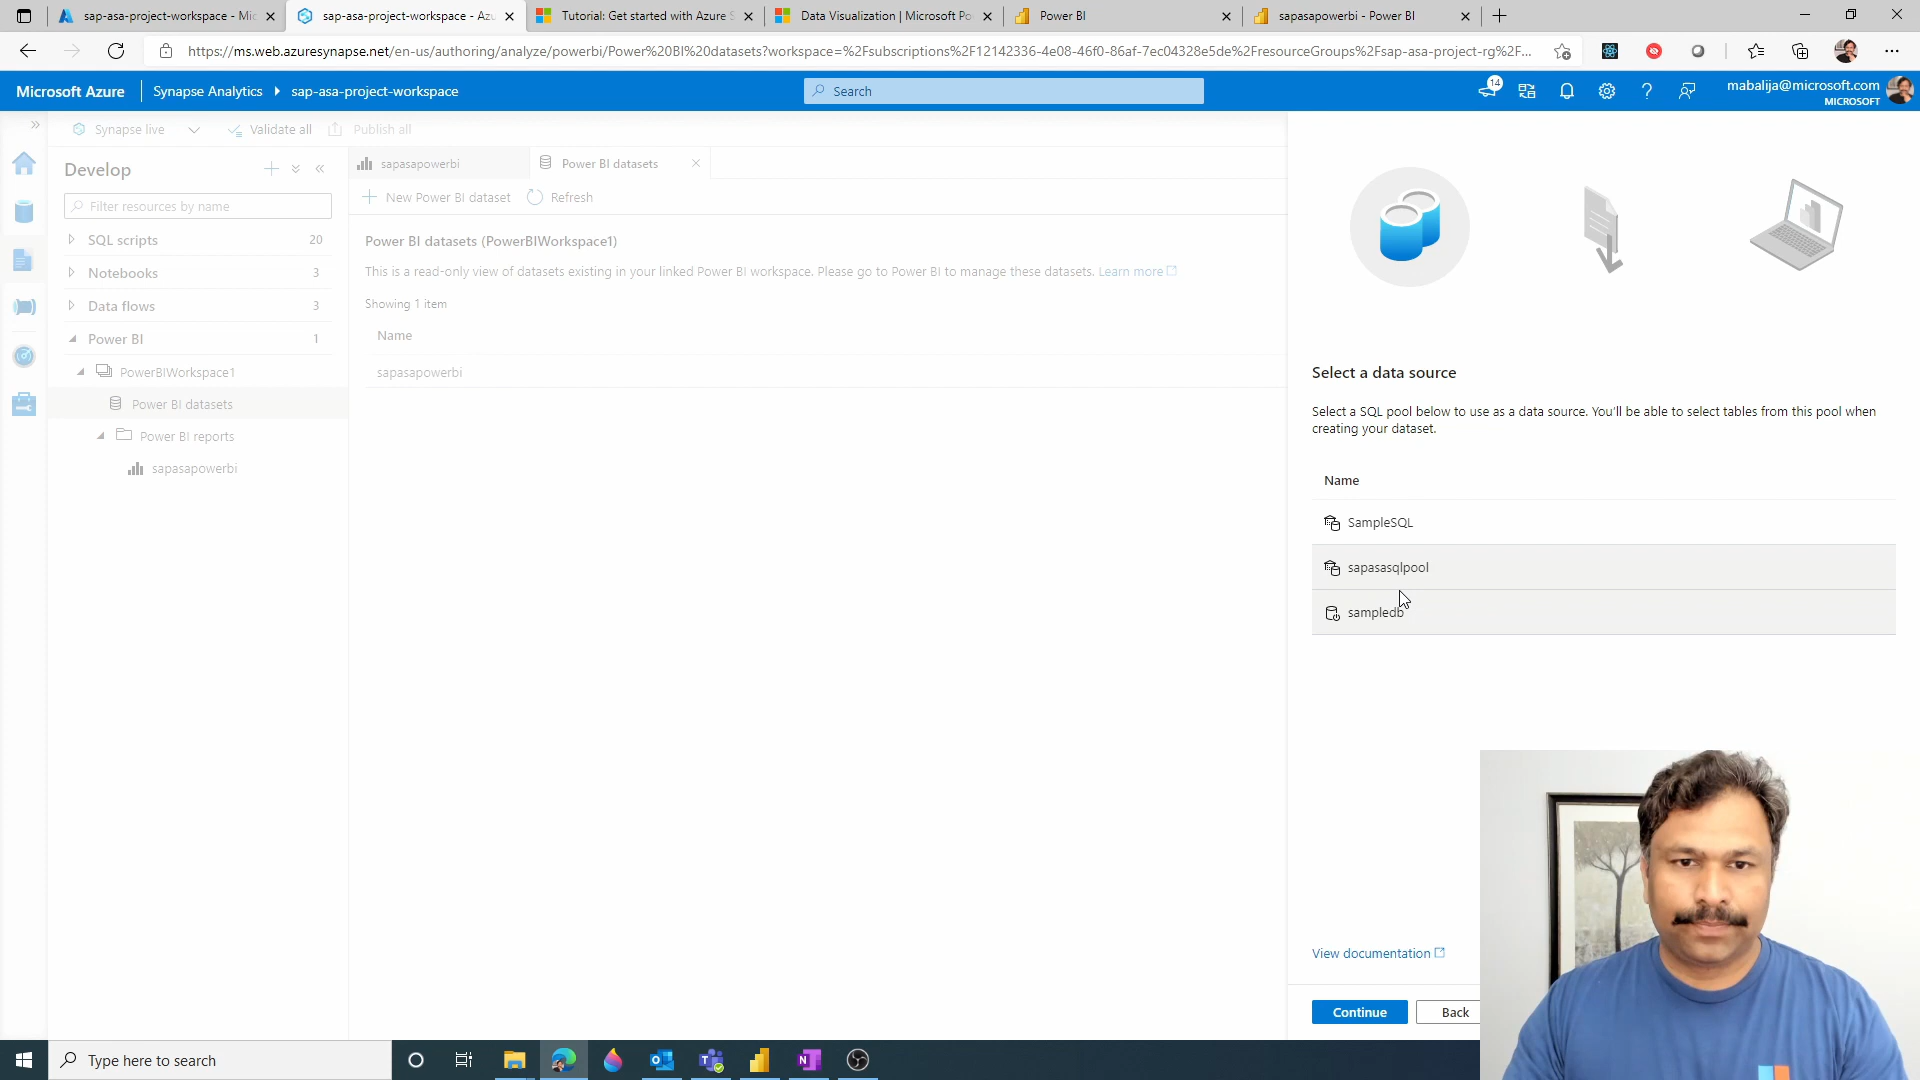 sap-asa-project-workspace - Mic
sap-asa-project-workspace - Azu
Tutorial: Get started with Azure S
Data Visualization | Microsoft Po
Power BI
sapasapowerbi - Power BI
https://ms.web.azuresynapse.net/en-us/authoring/analyze/powerbi/Power%20BI%20datasets?workspace=%2Fsubscriptions%2F12142336-4e08-46f0-86af-7ec04328e5de%2FresourceGroups%2Fsap-asa-project-rg%2F...
Microsoft Azure
Synapse Analytics
sap-asa-project-workspace
Search
14
mabalija@microsoft.com
MICROSOFT
Synapse live
Validate all
Publish all
Develop
Filter resources by name
SQL scripts 20
Notebooks 3
Data flows 3
Power BI 1
PowerBIWorkspace1
Power BI datasets
Power BI reports
sapasapowerbi
sapasapowerbi
Power BI datasets
New Power BI dataset
Refresh
Power BI datasets (PowerBIWorkspace1)
This is a read-only view of datasets existing in your linked Power BI workspace. Please go to Power BI to manage these datasets. Learn more
Showing 1 item
Name
sapasapowerbi
Select a data source
Select a SQL pool below to use as a data source. You'll be able to select tables from this pool when
creating your dataset.
Name
SampleSQL
sapasasqlpool
sampledb
View documentation
Continue
Back
Type here to search